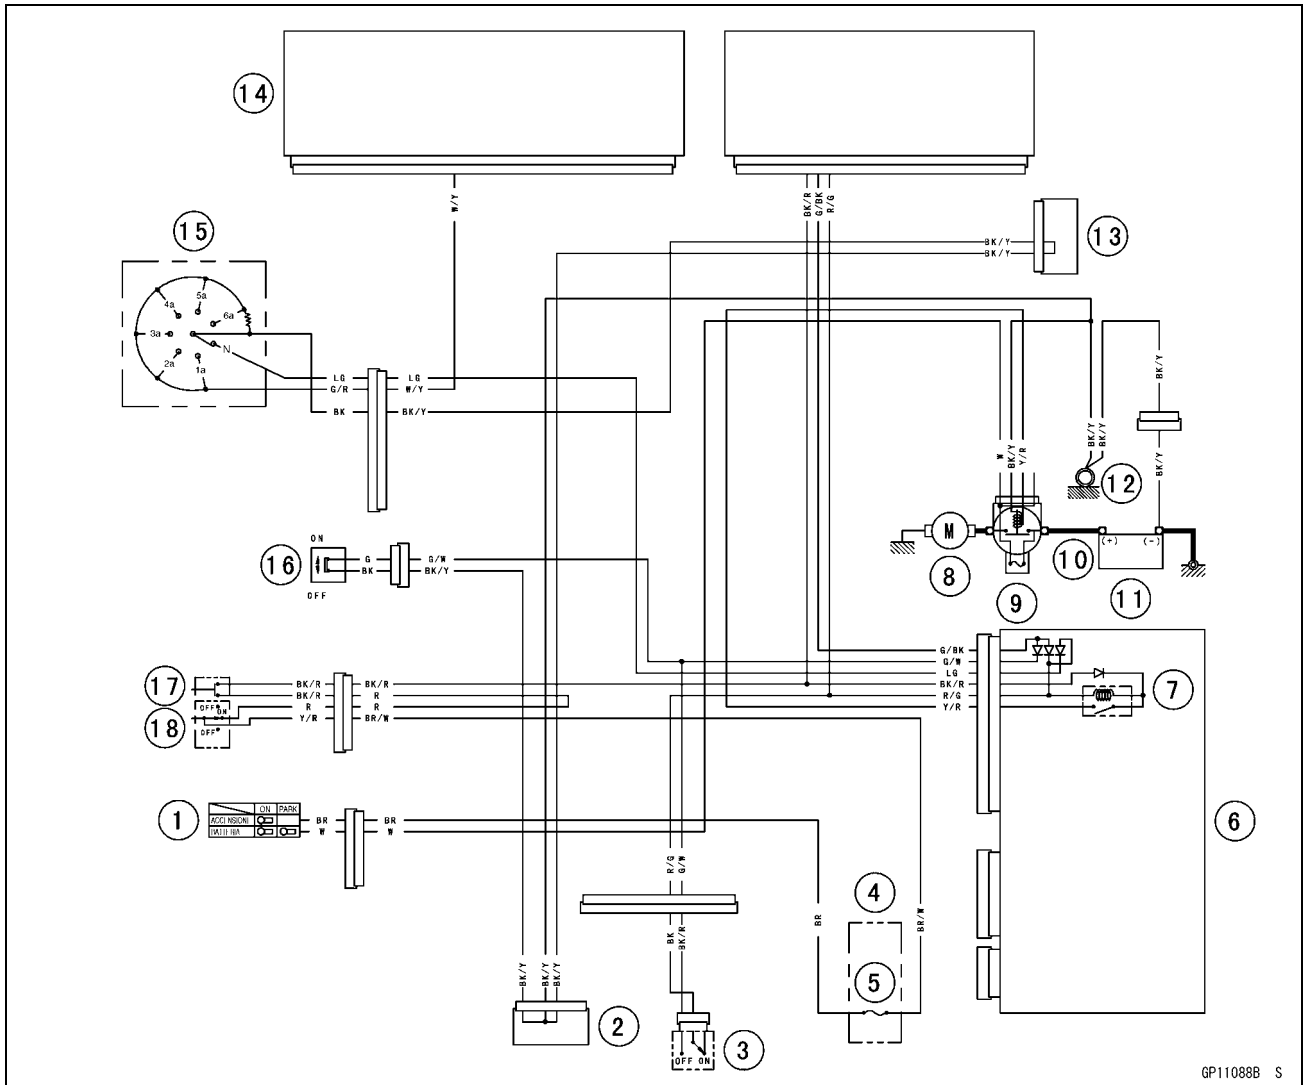 14
W/Y
BK/R
G/BK
R/G
13
BK/Y
BK/Y
15
4a
5a
6a
3a
N
2a
1a
LG
LG
G/R
W/Y
BK
BK/Y
BK/Y
W
BK/Y
Y/R
BK/Y
BK/Y
BK/Y
12
M
(+)
(-)
8
9
10
11
ON
16
G
G/W
BK
BK/Y
OFF
G/BK
G/W
LG
BK/R
R/G
Y/R
7
17
BK/R
BK/R
BK/R
R
OFF
ON
R
R
18
Y/R
BR/W
OFF
1
ON
PARK
ACCENSIONE
BATTERIA
BR
BR
W
W
6
R/G
G/W
4
BR
BR/W
BK
BK/R
5
BK/Y
BK/Y
BK/Y
2
OFF ON
3
GP11088B S